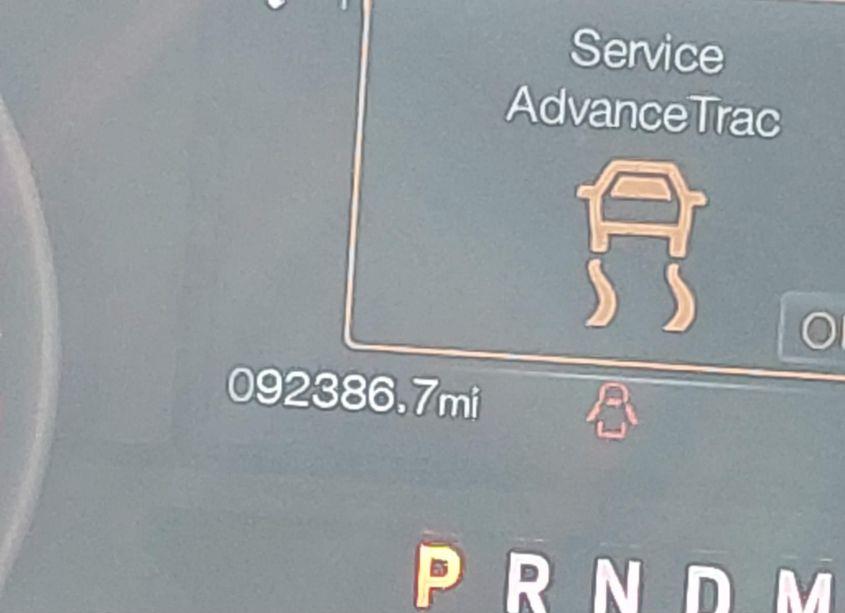 Service
AdvanceTrac
092386.7mi
P R N D M